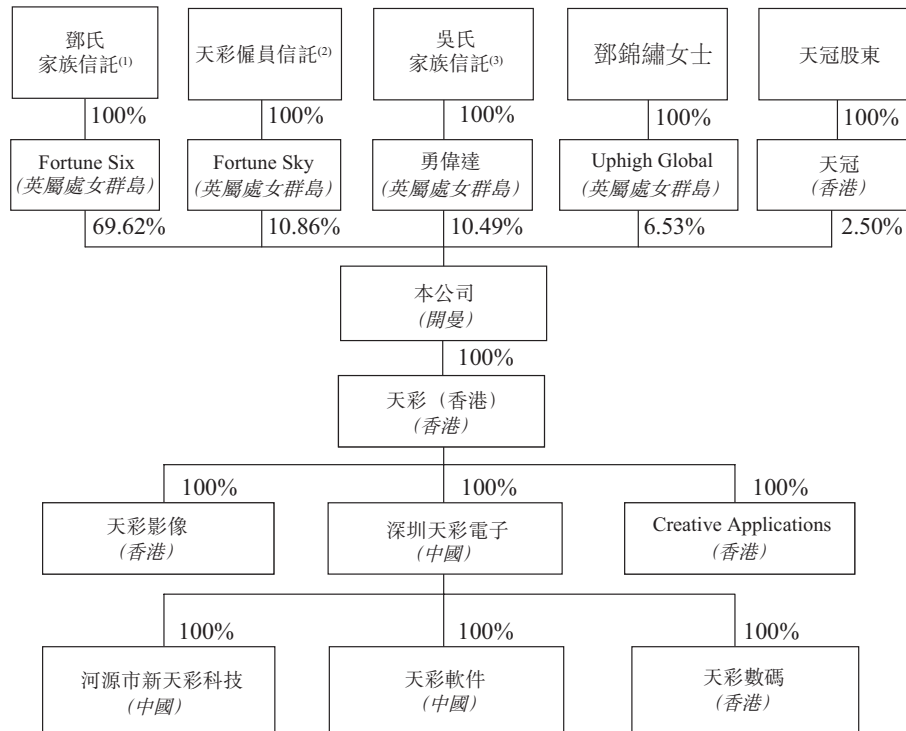 鄧氏
家族信託(1)
天彩僱員信託(2)
吳氏
家族信託(3)
鄧錦繡女士
天冠股東
100%
100%
100%
100%
100%
Fortune Six
(英屬處女群島)
Fortune Sky
(英屬處女群島)
勇偉達
(英屬處女群島)
Uphigh Global
(英屬處女群島)
天冠
(香港)
69.62%
10.86%
10.49%
6.53%
2.50%
本公司
(開曼)
100%
天彩（香港）
(香港)
100%
100%
100%
天彩影像
(香港)
深圳天彩電子
(中國)
Creative Applications
(香港)
100%
100%
100%
河源市新天彩科技
(中國)
天彩軟件
(中國)
天彩數碼
(香港)